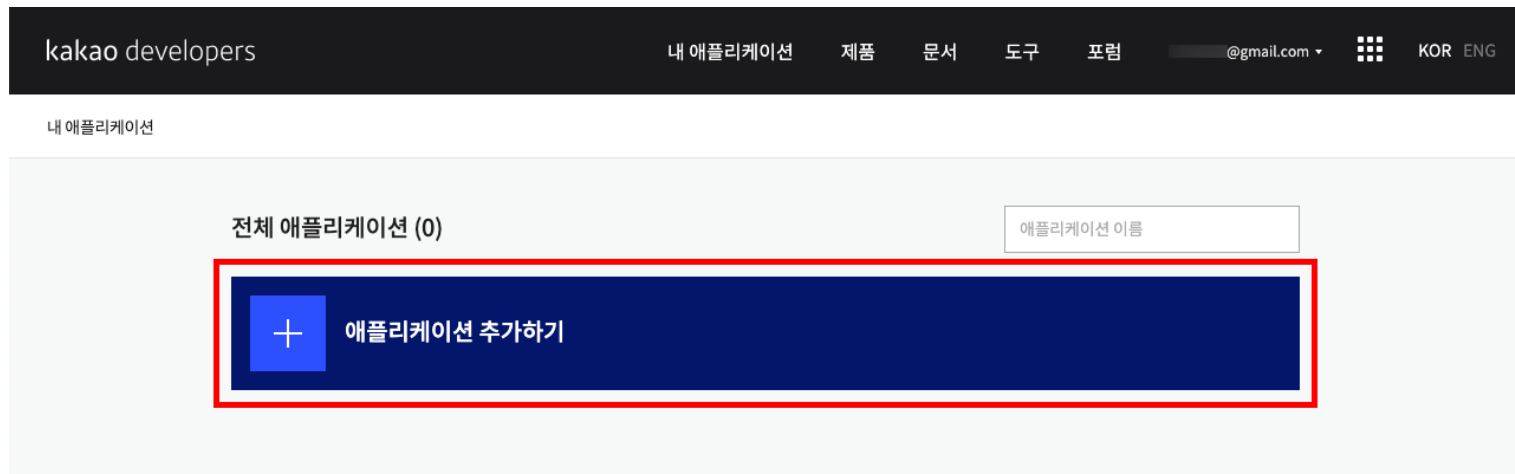 kakao developers 내 애플리케이션 제품 문서 도구 포럼 @gmail.com KOR ENG
내 애플리케이션
전체 애플리케이션 (0) 애플리케이션 이름
애플리케이션 추가하기